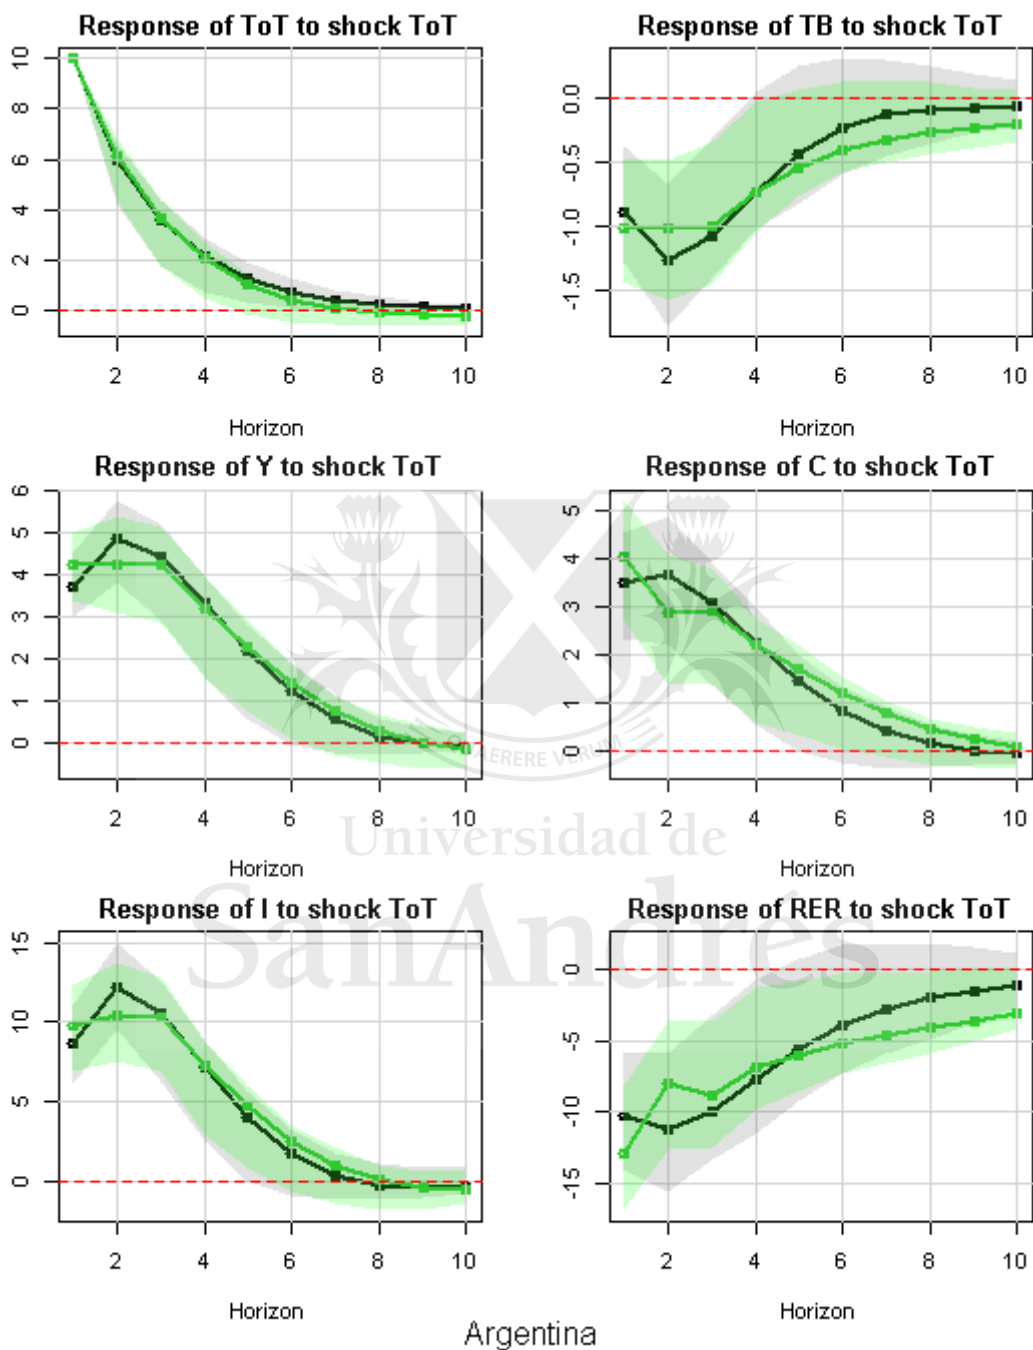 Response of ToT to shock ToT
10
8
6
4
2
0
2 4 6 8 10
Horizon
Response of TB to shock ToT
0.0
-0.5
-1.0
-1.5
2 4 6 8 10
Horizon
Response of Y to shock ToT
6
5
4
3
2
1
0
2 4 6 8 10
Horizon
Response of C to shock ToT
5
4
3
2
1
0
2 4 6 8 10
Horizon
AERERE VERUM
Universidad de
SanAndrés
Response of I to shock ToT
15
10
5
0
2 4 6 8 10
Horizon
Response of RER to shock ToT
0
-5
-10
-15
2 4 6 8 10
Horizon
Argentina